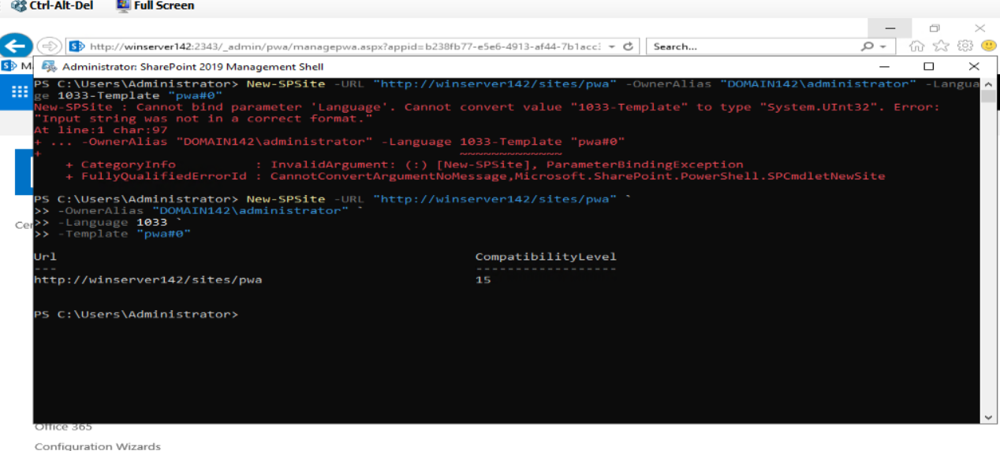 Ctrl-Alt-Del Full Screen
http://winserver142:2343/_admin/pwa/managepwa.aspx?appid=b238fb77-e5e6-4913-af44-7b1acc: Search...
Administrator: SharePoint 2019 Management Shell
PS C:\Users\Administrator> New-SPSite -URL "http://winserver142/sites/pwa" -OwnerAlias "DOMAIN142\administrator" -Langua
ge 1033-Template "pwa#0"
New-SPSite : Cannot bind parameter 'Language'. Cannot convert value "1033-Template" to type "System.UInt32". Error:
"Input string was not in a correct format."
At line:1 char:97
+ ... -OwnerAlias "DOMAIN142\administrator" -Language 1033-Template "pwa#0"
+                                                     ~~~~~~~~~~~~~
    + CategoryInfo          : InvalidArgument: (:) [New-SPSite], ParameterBindingException
    + FullyQualifiedErrorId : CannotConvertArgumentNoMessage,Microsoft.SharePoint.PowerShell.SPCmdletNewSite
PS C:\Users\Administrator> New-SPSite -URL "http://winserver142/sites/pwa" `
>> -OwnerAlias "DOMAIN142\administrator" `
>> -Language 1033 `
>> -Template "pwa#0"
Url CompatibilityLevel
--- ------------------
http://winserver142/sites/pwa 15
PS C:\Users\Administrator>
Office 365
Configuration Wizards